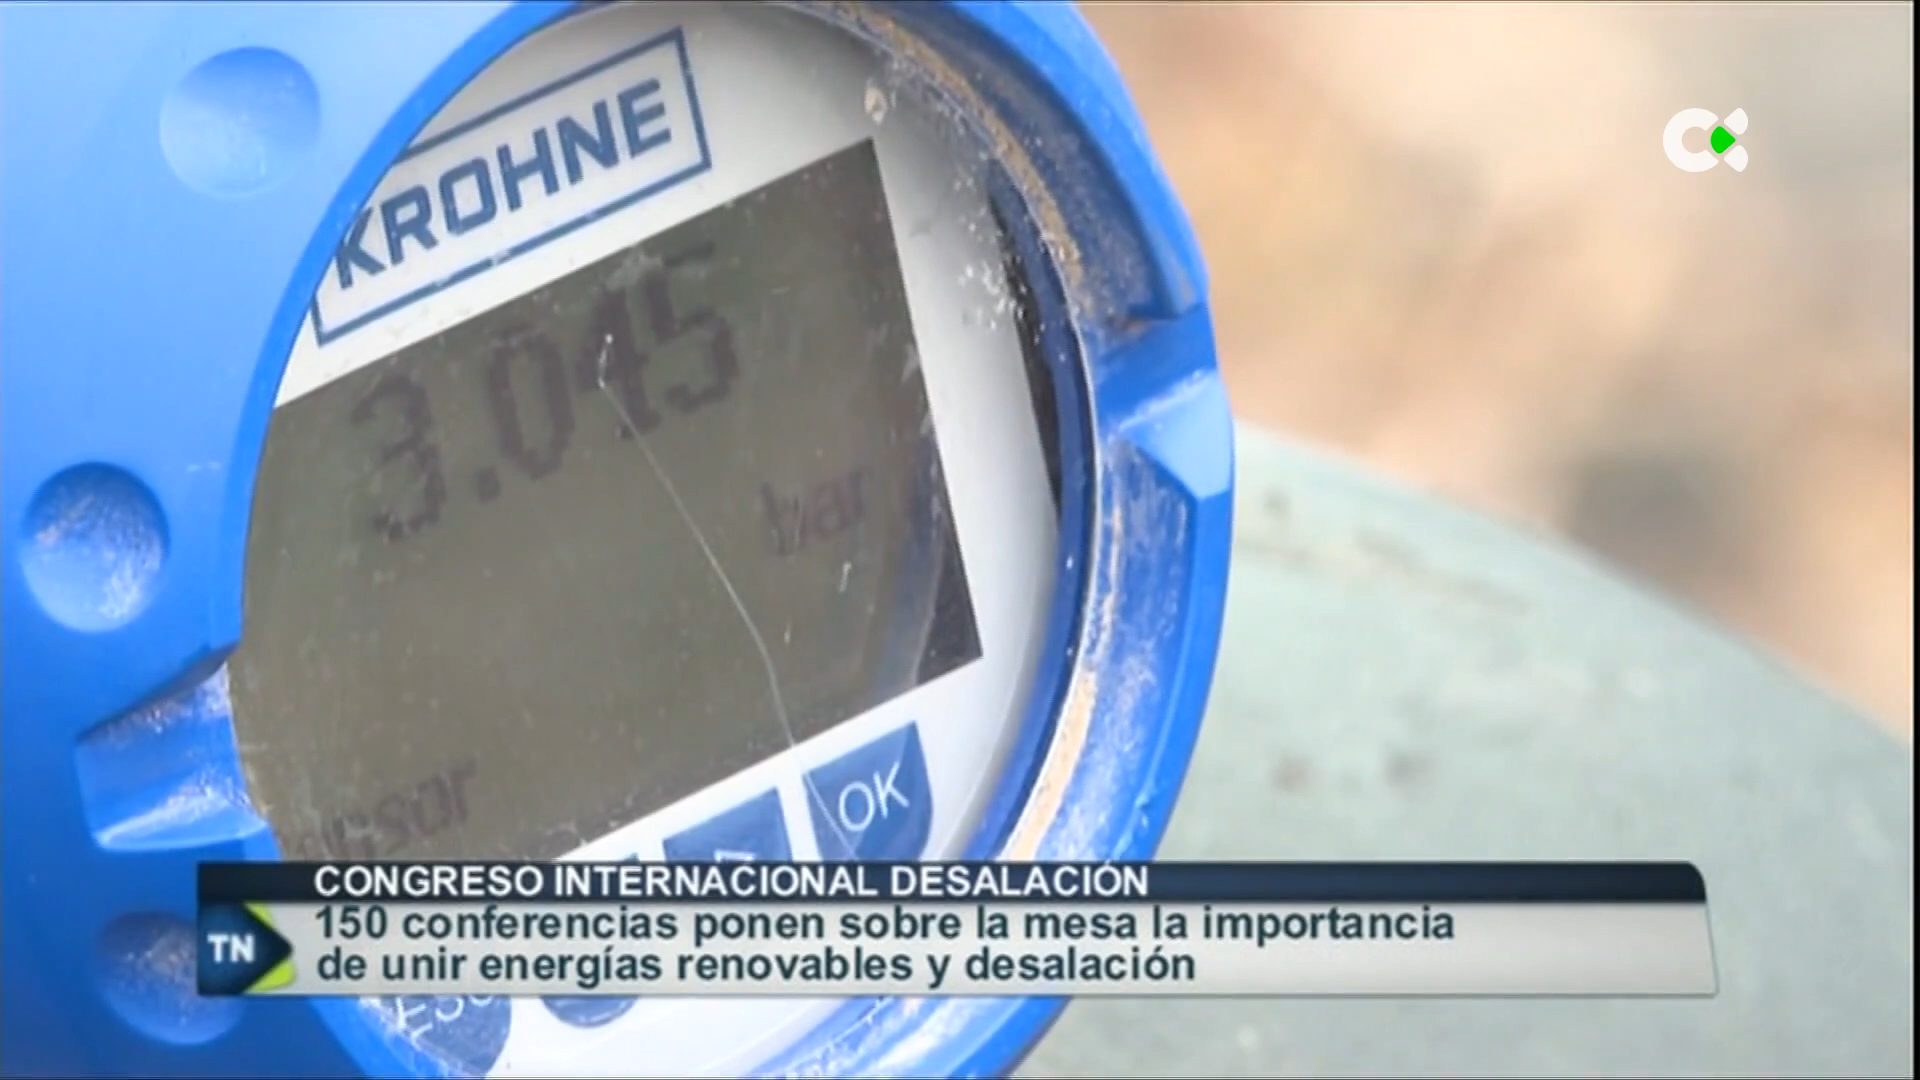 KROHNE
3.045
bar
OK
CONGRESO INTERNACIONAL DESALACIÓN
150 conferencias ponen sobre la mesa la importancia
TN
de unir energías renovables y desalación